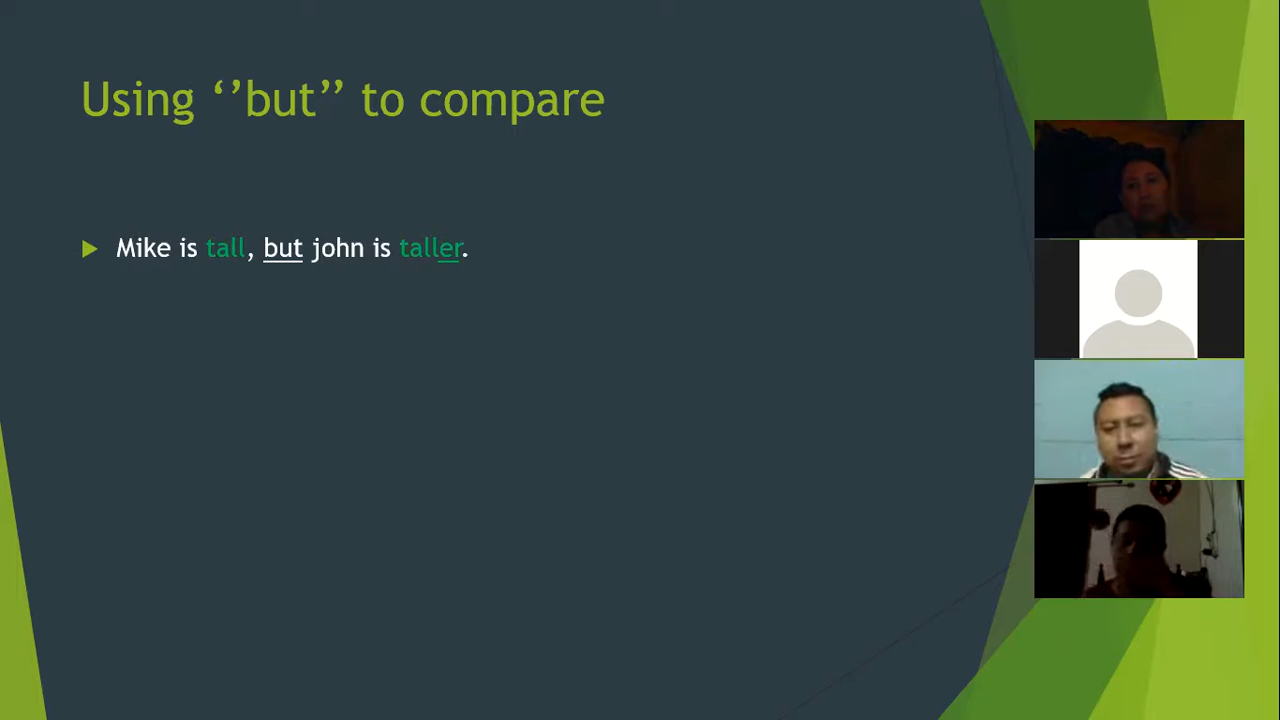 Using ‘’but’’ to compare
Mike is tall, but john is taller.